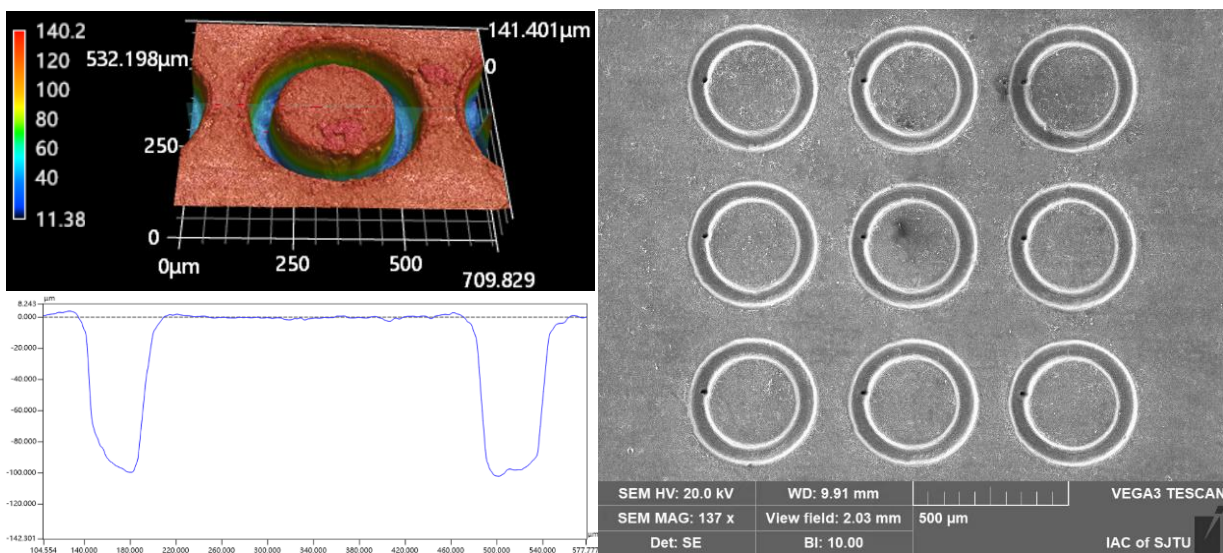 140.2
120
100
80
60
40
11.38
532.198μm
141.401μm
0
250
0
0μm
250
500
709.829
μm
8.243
0.000
-20.000
-40.000
-60.000
-80.000
-100.000
-120.000
-142.301
104.554 140.000 180.000 220.000 260.000 300.000 340.000 380.000 420.000 460.000 500.000 540.000 577.777
μm
SEM HV: 20.0 kV WD: 9.91 mm VEGA3 TESCAN
SEM MAG: 137 x View field: 2.03 mm 500 μm
Det: SE BI: 10.00 IAC of SJTU